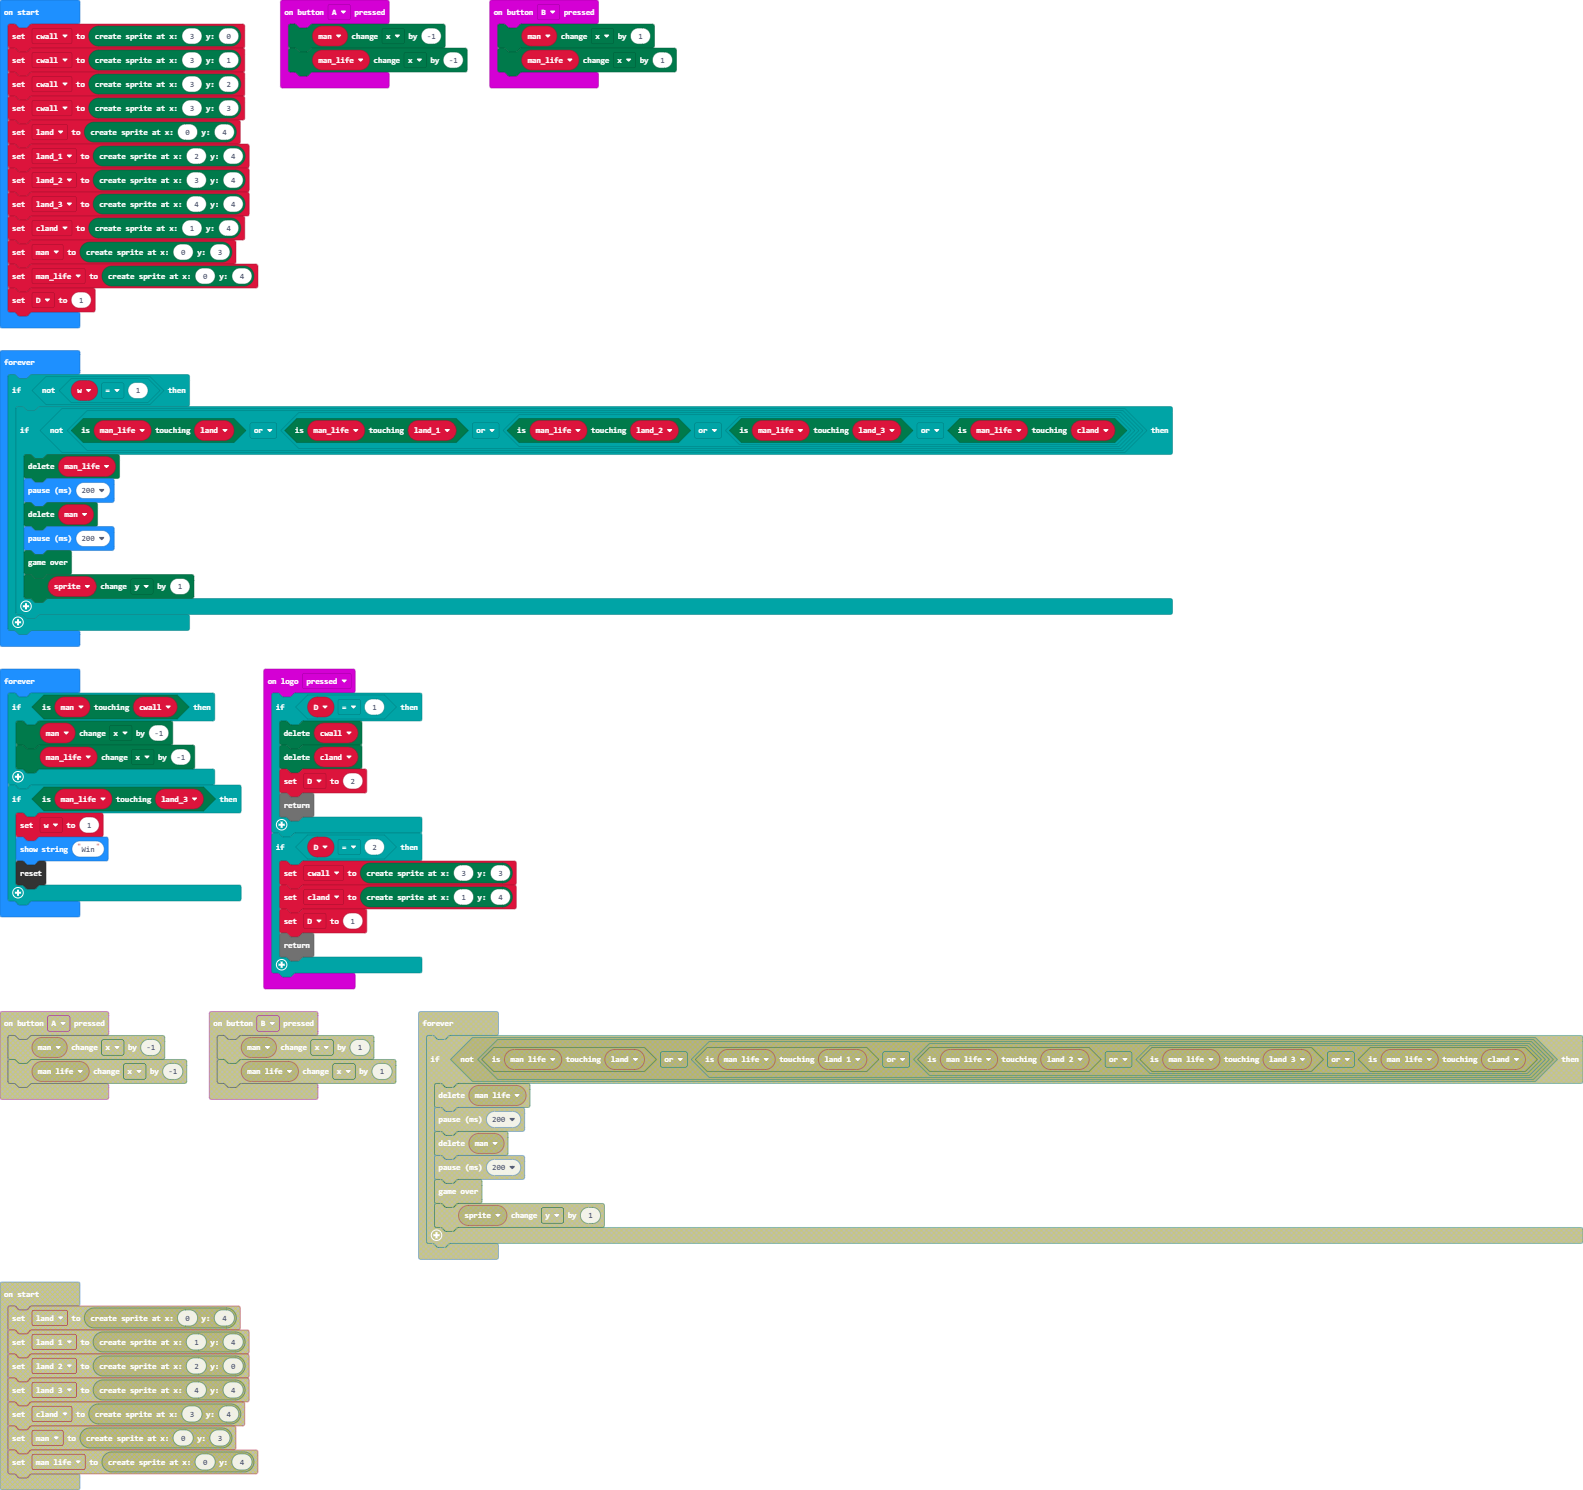 on start
set cwall to create sprite at x: 3 y: 0
set cwall to create sprite at x: 3 y: 1
set cwall to create sprite at x: 3 y: 2
set cwall to create sprite at x: 3 y: 3
set land to create sprite at x: 0 y: 4
set land_1 to create sprite at x: 2 y: 4
set land_2 to create sprite at x: 3 y: 4
set land_3 to create sprite at x: 4 y: 4
set cland to create sprite at x: 1 y: 4
set man to create sprite at x: 0 y: 3
set man_life to create sprite at x: 0 y: 4
set D to 1
on button A pressed
man change x by -1
man_life change x by -1
on button B pressed
man change x by 1
man_life change x by 1
forever
if not w = 1 then
if not is man_life touching land or is man_life touching land_1 or is man_life touching land_2 or is man_life touching land_3 or is man_life touching cland then
delete man_life
pause (ms) 200
delete man
pause (ms) 200
game over
sprite change y by 1
forever
if is man touching cwall then
man change x by -1
man_life change x by -1
if is man_life touching land_3 then
set w to 1
show string "Win"
reset
on logo pressed
if D = 1 then
delete cwall
delete cland
set D to 2
return
if D = 2 then
set cwall to create sprite at x: 3 y: 3
set cland to create sprite at x: 1 y: 4
set D to 1
return
on button A pressed
man change x by -1
man life change x by -1
on button B pressed
man change x by 1
man life change x by 1
forever
if not is man life touching land or is man life touching land 1 or is man life touching land 2 or is man life touching land 3 or is man life touching cland then
delete man life
pause (ms) 200
delete man
pause (ms) 200
game over
sprite change y by 1
on start
set land to create sprite at x: 0 y: 4
set land 1 to create sprite at x: 1 y: 4
set land 2 to create sprite at x: 2 y: 0
set land 3 to create sprite at x: 4 y: 4
set cland to create sprite at x: 3 y: 4
set man to create sprite at x: 0 y: 3
set man life to create sprite at x: 0 y: 4